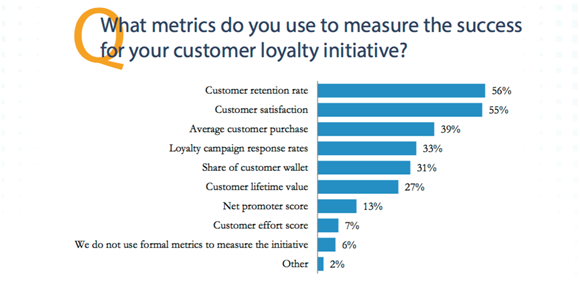 Q
What metrics do you use to measure the success
for your customer loyalty initiative?
Customer retention rate 56%
Customer satisfaction 55%
Average customer purchase 39%
Loyalty campaign response rates 33%
Share of customer wallet 31%
Customer lifetime value 27%
Net promoter score 13%
Customer effort score 7%
We do not use formal metrics to measure the initiative 6%
Other 2%